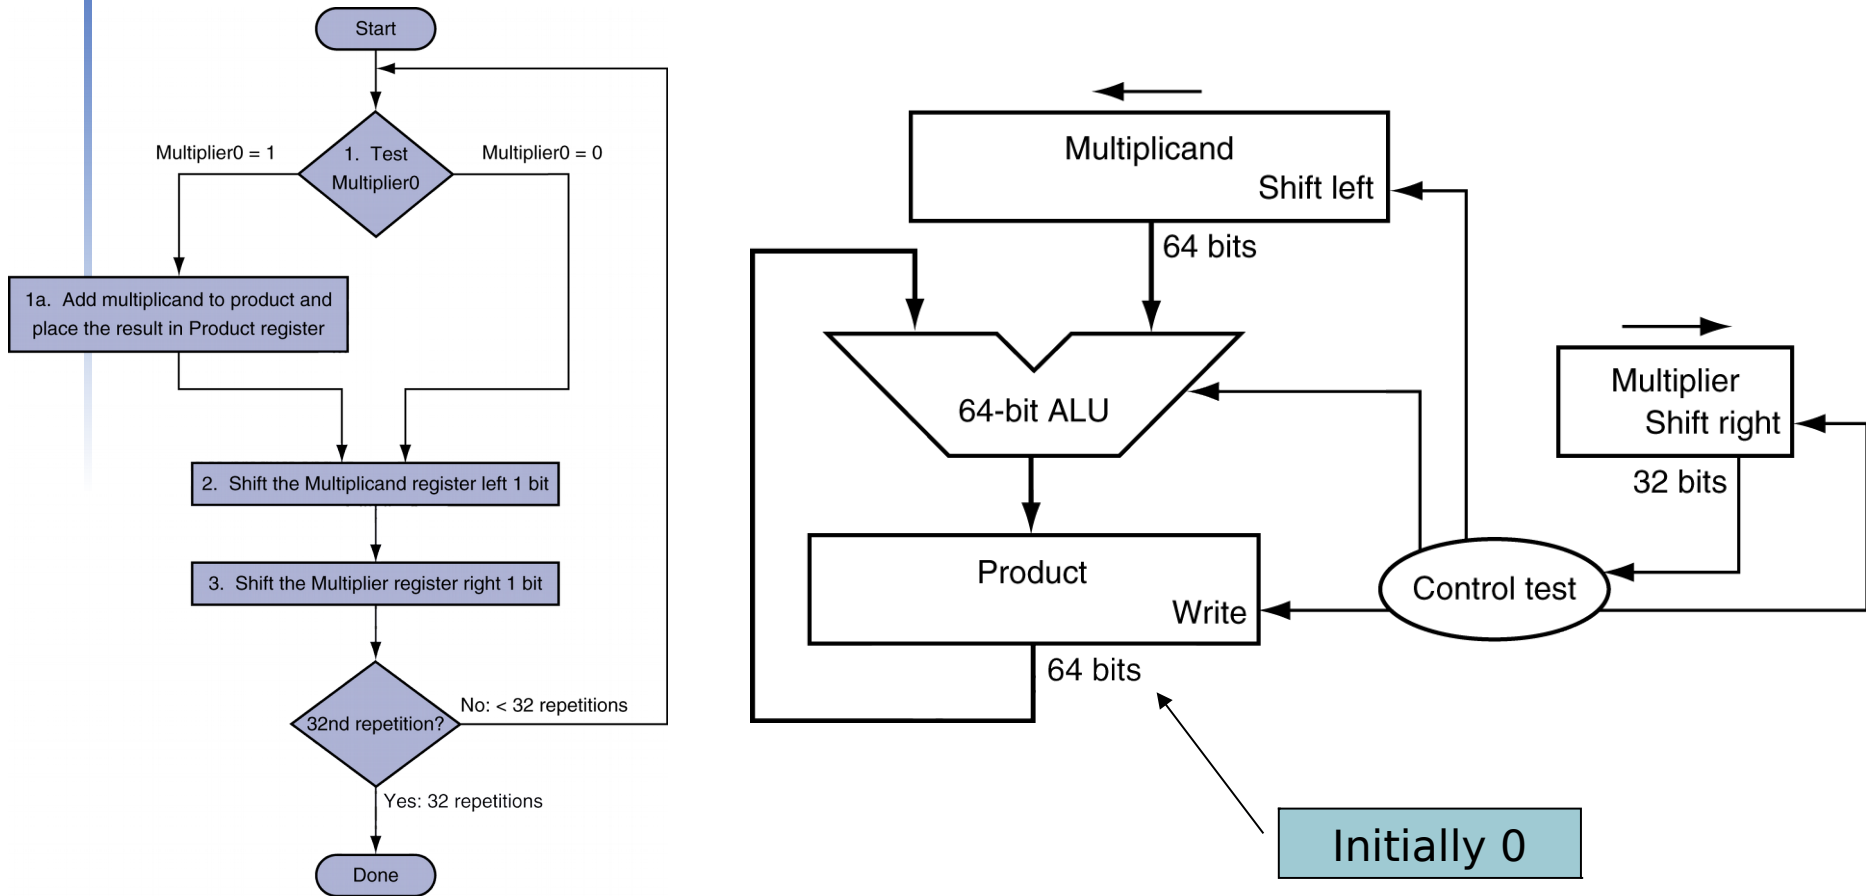 Start
Multiplier0 = 1
1. Test
Multiplier0
Multiplier0 = 0
1a. Add multiplicand to product and
place the result in Product register
2. Shift the Multiplicand register left 1 bit
3. Shift the Multiplier register right 1 bit
32nd repetition?
No: < 32 repetitions
Yes: 32 repetitions
Done
Multiplicand
Shift left
64 bits
64-bit ALU
Multiplier
Shift right
32 bits
Product
Write
Control test
64 bits
Initially 0